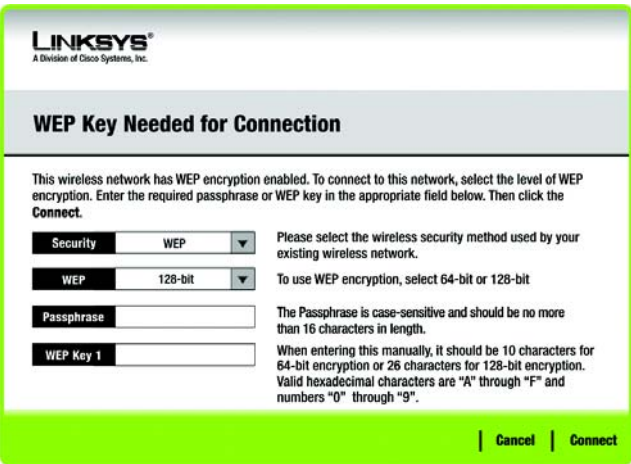 LINKSYS®
A Division of Cisco Systems, Inc.
WEP Key Needed for Connection
This wireless network has WEP encryption enabled. To connect to this network, select the level of WEP
encryption. Enter the required passphrase or WEP key in the appropriate field below. Then click the
Connect.
Security WEP
Please select the wireless security method used by your
existing wireless network.
WEP 128-bit
To use WEP encryption, select 64-bit or 128-bit
Passphrase
The Passphrase is case-sensitive and should be no more
than 16 characters in length.
WEP Key 1
When entering this manually, it should be 10 characters for
64-bit encryption or 26 characters for 128-bit encryption.
Valid hexadecimal characters are “A” through “F” and
numbers “0” through “9”.
Cancel Connect